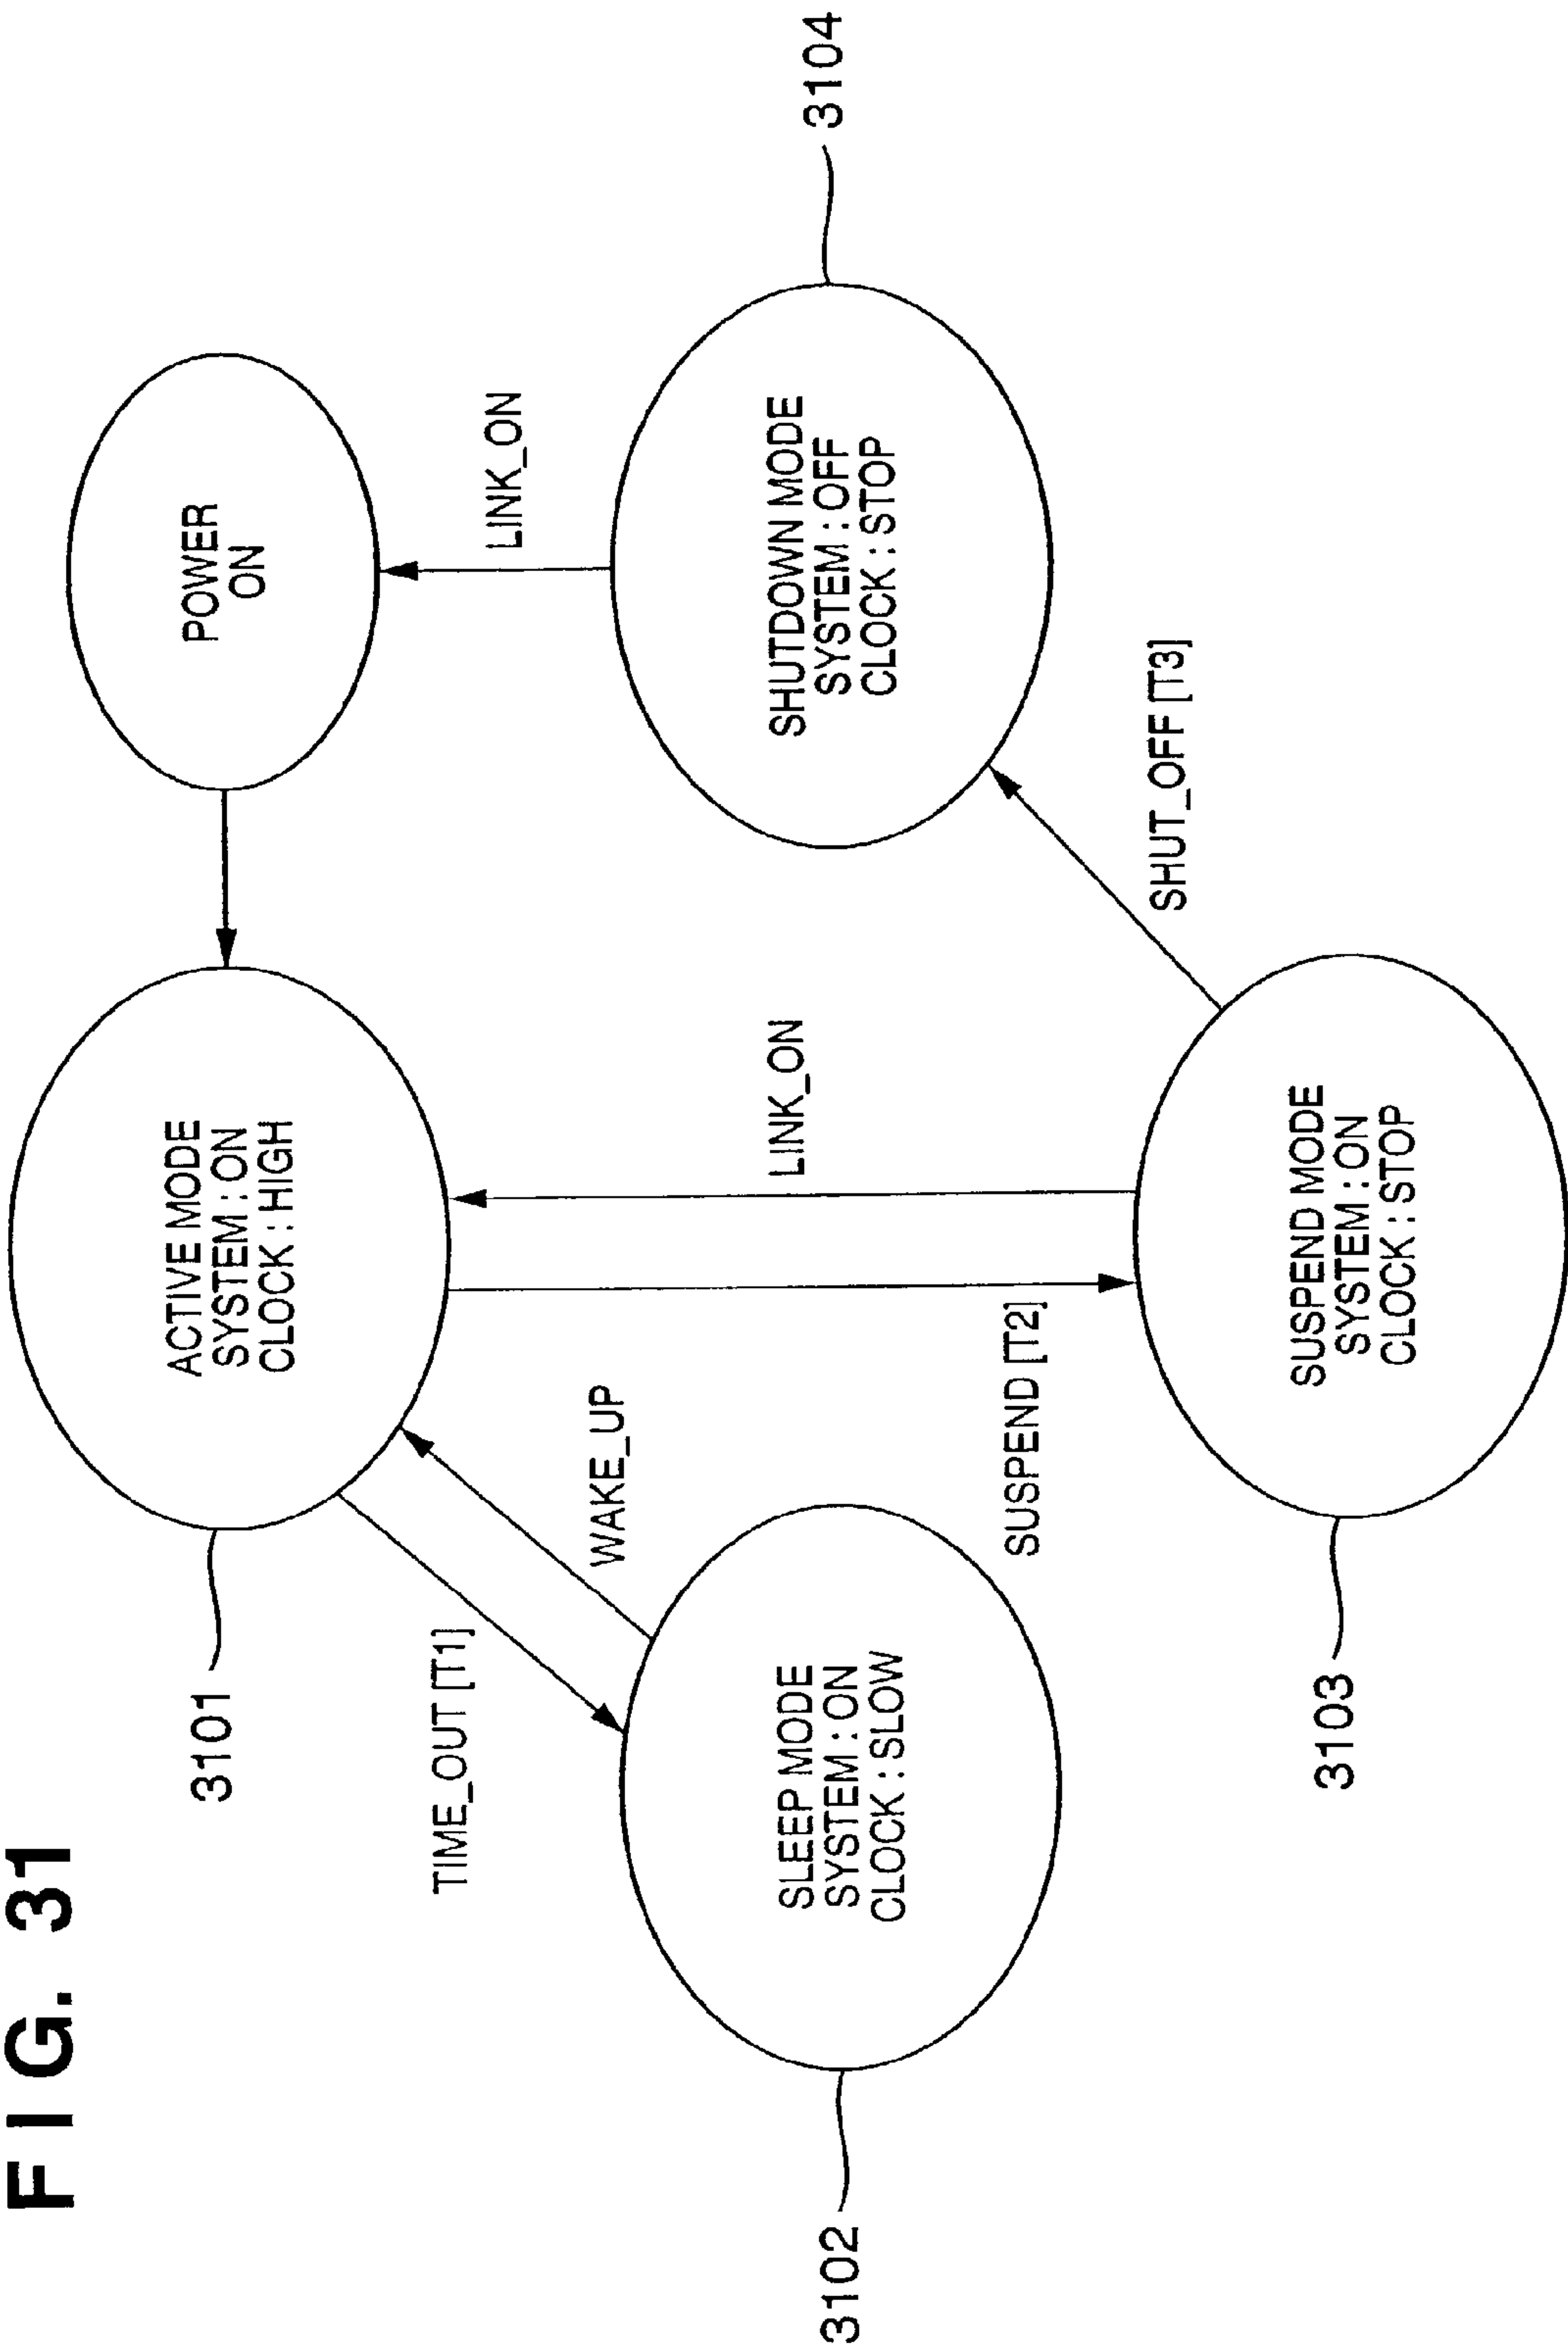 FIG. 31
3101
ACTIVE MODE
SYSTEM : ON
CLOCK : HIGH
POWER
ON
TIME_OUT [T1]
WAKE_UP
LINK_ON
LINK_ON
3102
SLEEP MODE
SYSTEM : ON
CLOCK : SLOW
SHUTDOWN MODE
SYSTEM : OFF
CLOCK : STOP
3104
SUSPEND [T2]
SHUT_OFF [T3]
3103
SUSPEND MODE
SYSTEM : ON
CLOCK : STOP